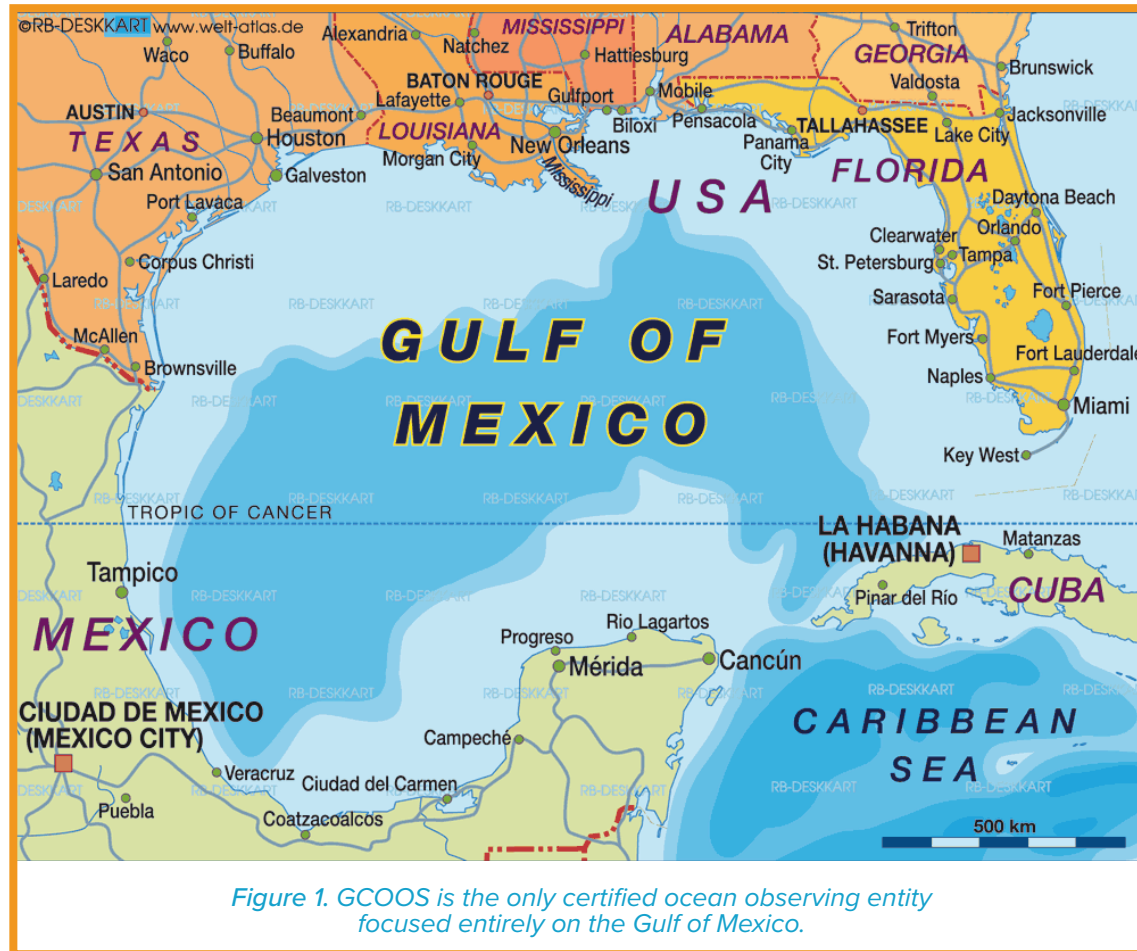 ©RB-DESKKART www.welt-atlas.de
Waco
Buffalo
Alexandria
Natchez
MISSISSIPPI
Hattiesburg
ALABAMA
Trifton
GEORGIA
Valdosta
Brunswick
AUSTIN
TEXAS
Beaumont
Houston
BATON ROUGE
Lafayette
LOUISIANA
Morgan City
New Orleans
Mississippi
Gulfport
Biloxi
Mobile
Pensacola
Panama
City
TALLAHASSEE
Lake City
Jacksonville
San Antonio
Galveston
Port Lavaca
USA
FLORIDA
Daytona Beach
Orlando
Clearwater
Tampa
St. Petersburg
Corpus Christi
Laredo
Sarasota
Fort Pierce
McAllen
Brownsville
GULF OF
MEXICO
Fort Myers
Fort Lauderdale
Naples
Miami
Key West
RB-DESKKART
TROPIC OF CANCER
LA HABANA
(HAVANNA)
Matanzas
Pinar del Río
CUBA
Tampico
MEXICO
Progreso
Rio Lagartos
Mérida
Cancún
CIUDAD DE MEXICO
(MEXICO CITY)
Campeché
CARIBBEAN
SEA
Veracruz
Ciudad del Carmen
Puebla
Coatzacoálcos
500 km
Figure 1. GCOOS is the only certified ocean observing entity
focused entirely on the Gulf of Mexico.